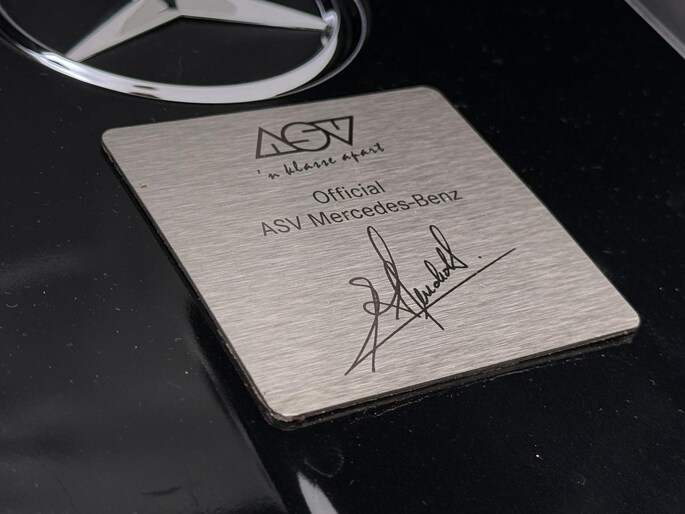 ASV
'n klasse apart
Official
ASV Mercedes-Benz